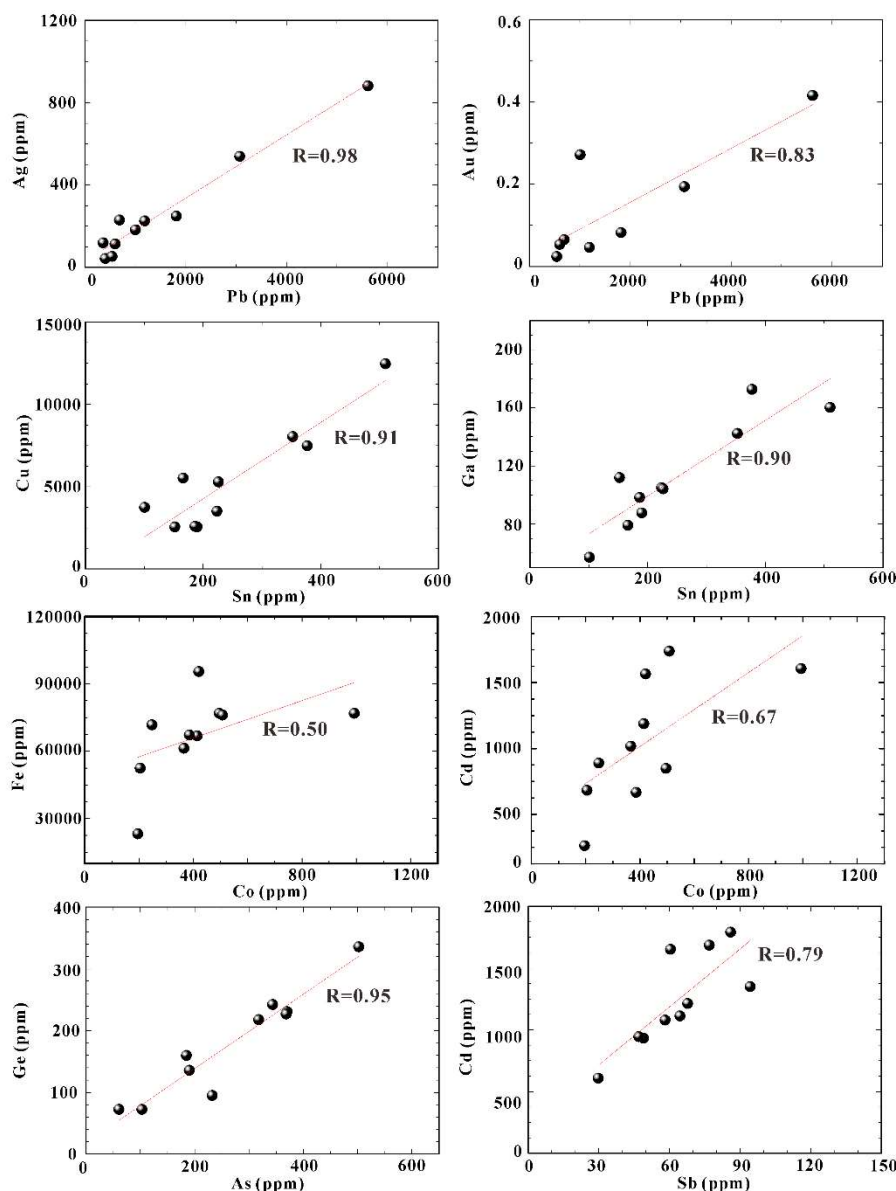 1200
800
400
0
Ag (ppm)
R=0.98
0
2000
4000
6000
Pb (ppm)
0.6
0.4
0.2
0
Au (ppm)
R=0.83
0
2000
4000
6000
Pb (ppm)
15000
10000
5000
0
Cu (ppm)
R=0.91
0
200
400
600
Sn (ppm)
200
160
120
80
Ga (ppm)
R=0.90
0
200
400
600
Sn (ppm)
120000
90000
60000
30000
Fe (ppm)
R=0.50
0
400
800
1200
Co (ppm)
2000
1500
1000
500
0
Cd (ppm)
R=0.67
0
400
800
1200
Co (ppm)
400
300
200
100
0
Ge (ppm)
R=0.95
0
200
400
600
As (ppm)
2000
1500
1000
500
0
Cd (ppm)
R=0.79
0
30
60
90
120
150
Sb (ppm)